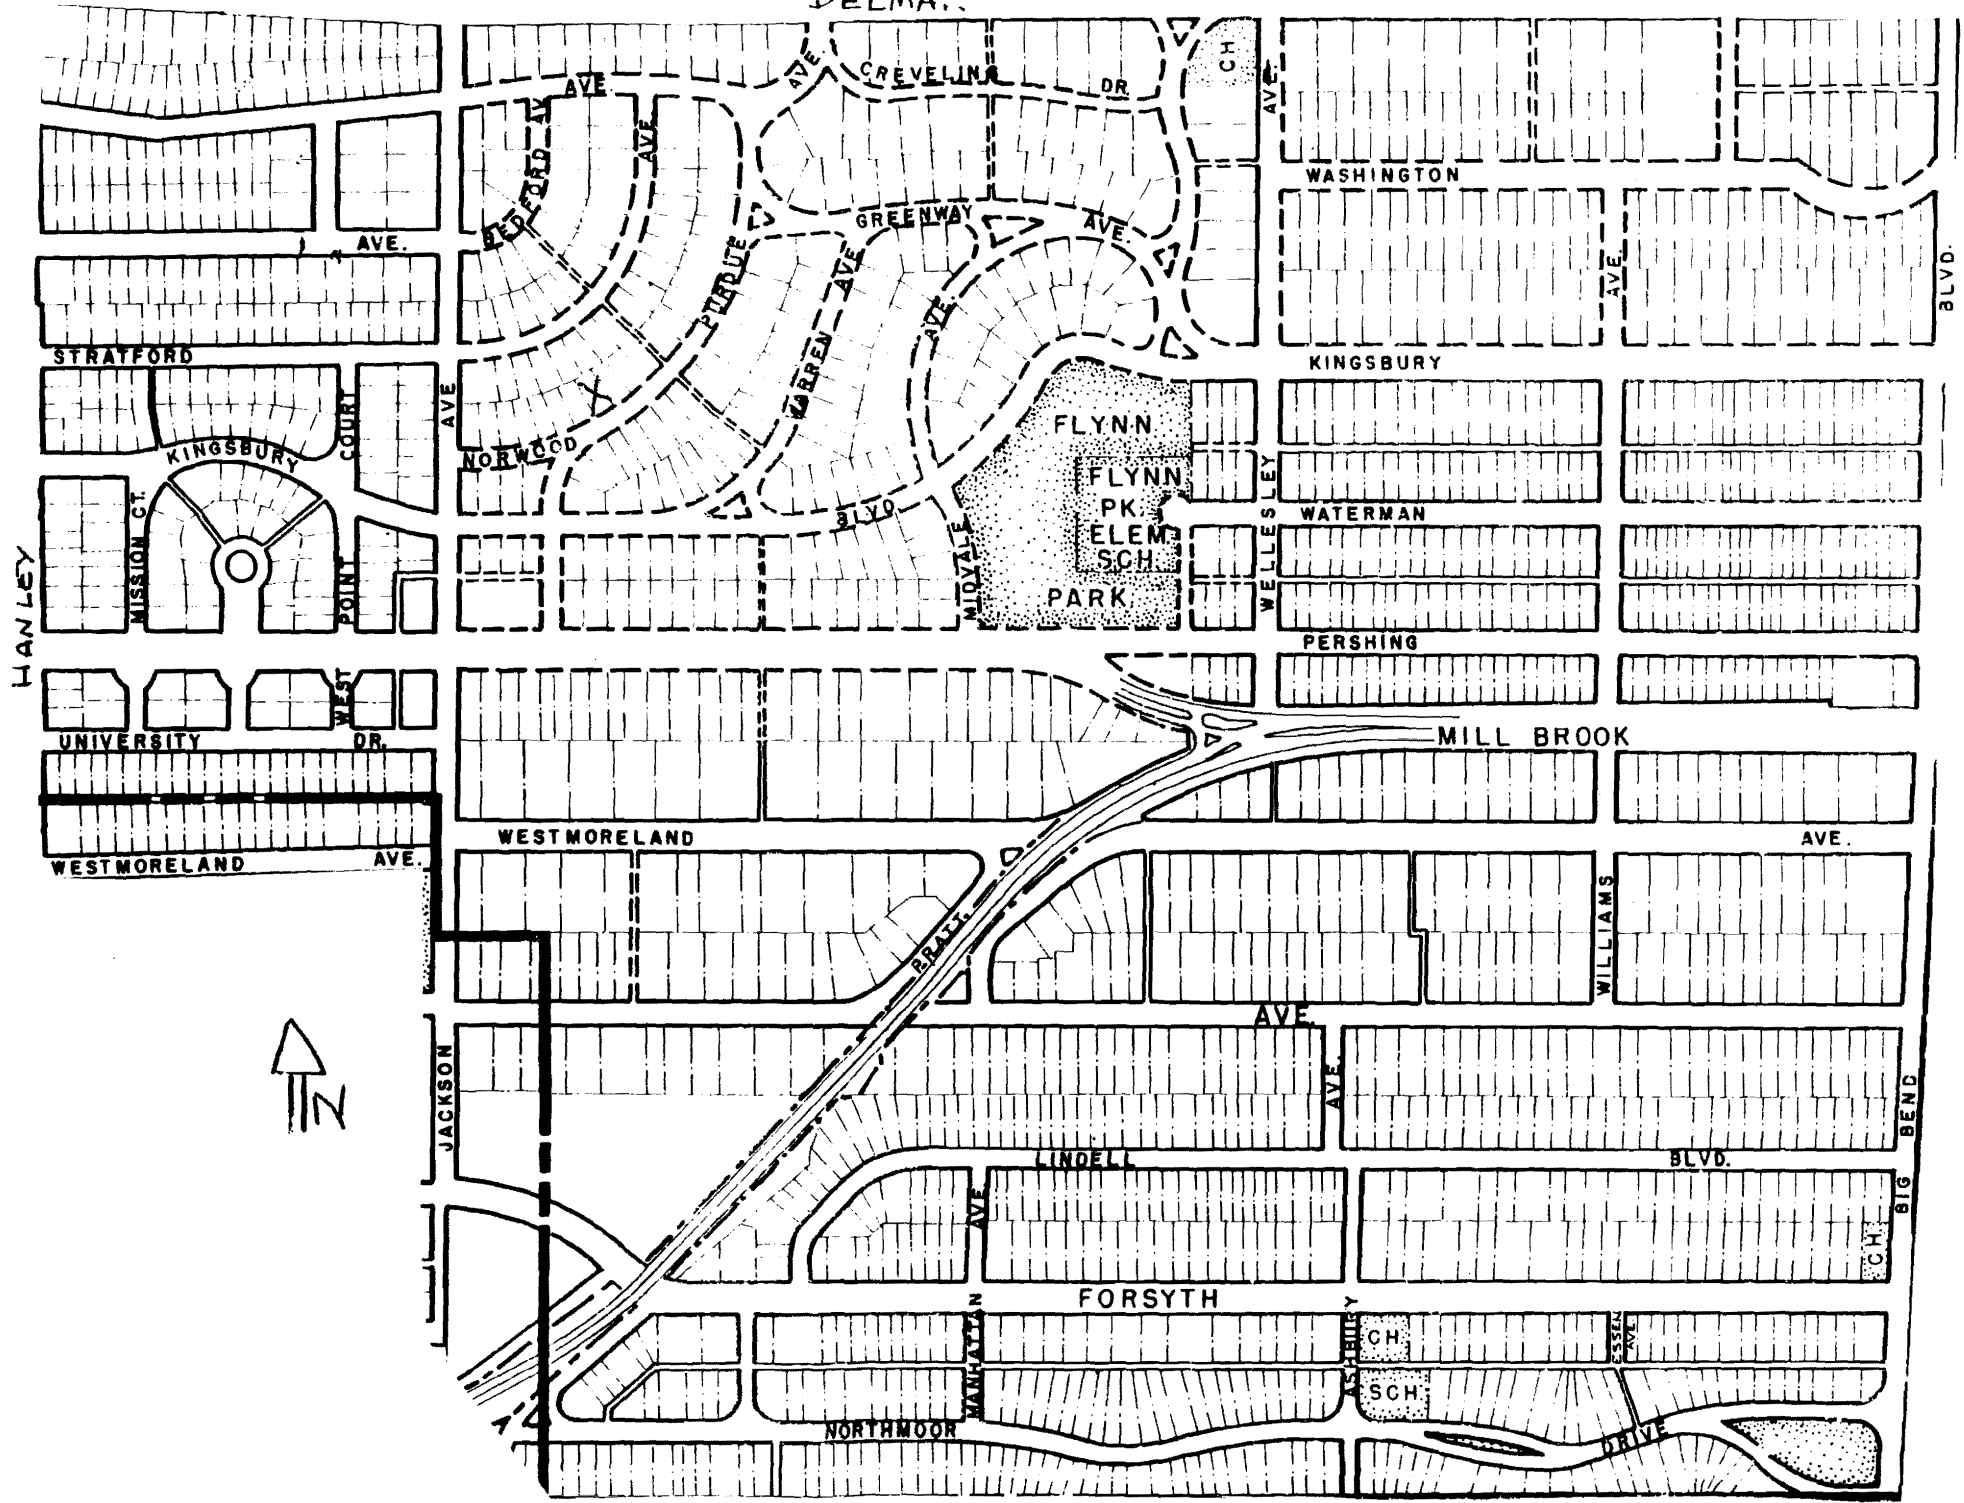 DELMAR
CREVELING
DR.
CH
AVE.
AVE.
AVE.
BEDFORD AV
AVE
WASHINGTON
GREENWAY
AVE.
AVE.
PURDUE
AVE
WARREN
AVE.
AVE.
BLVD.
STRATFORD
KINGSBURY
COURT
AVE
KINGSBURY
NORWOOD
FLYNN
FLYNN
PK.
ELEM
SCH.
PARK
WELLESLEY
WATERMAN
BLVD.
MIDVALE
MISSION CT.
POINT
WEST
HANLEY
PERSHING
UNIVERSITY
DR.
MILL BROOK
WESTMORELAND
AVE.
WESTMORELAND
AVE.
PRATT
WILLIAMS
AVE.
N
JACKSON
AVE.
BEND
BIG
LINDELL
BLVD.
AVE
CH
FORSYTH
MANHATTAN
ASHBURY
CH
ESSEN
AVE
SCH
NORTHMOOR
DRIVE